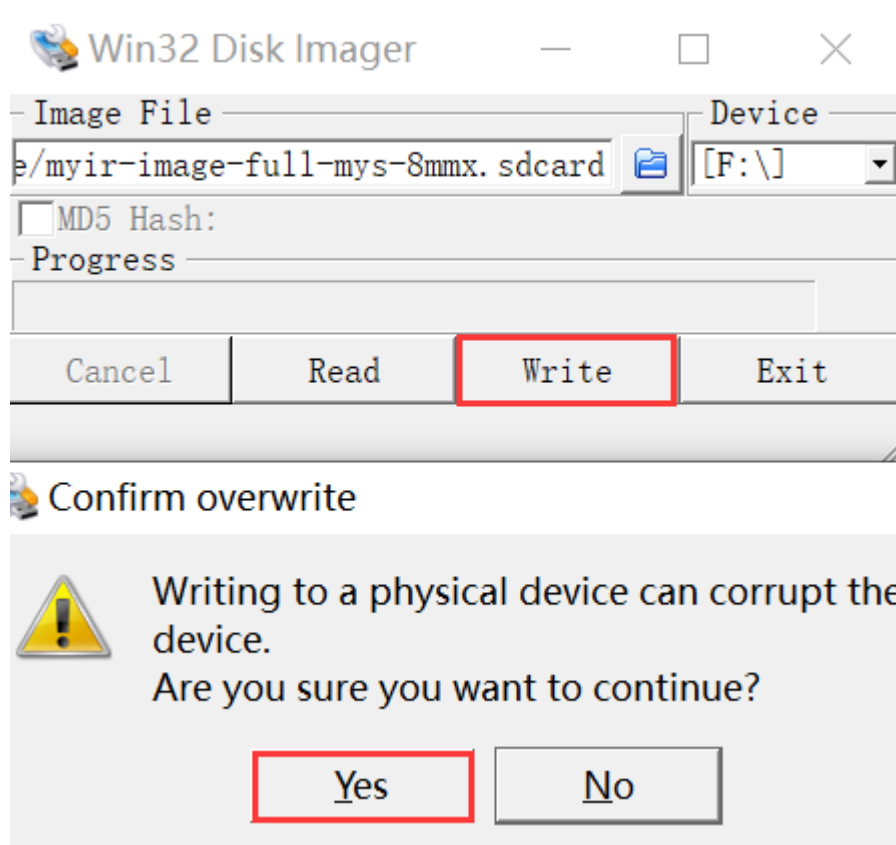 Win32 Disk Imager
Image File
Device
e/myir-image-full-mys-8mmx.sdcard
[F:\]
MD5 Hash:
Progress
Cancel
Read
Write
Exit
Confirm overwrite
Writing to a physical device can corrupt the
device.
Are you sure you want to continue?
Yes
No